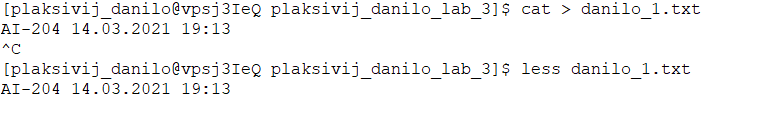 [plaksivij_danilo@vpsj3IeQ plaksivij_danilo_lab_3]$ cat > danilo_1.txt
AI-204 14.03.2021 19:13
^C
[plaksivij_danilo@vpsj3IeQ plaksivij_danilo_lab_3]$ less danilo_1.txt
AI-204 14.03.2021 19:13